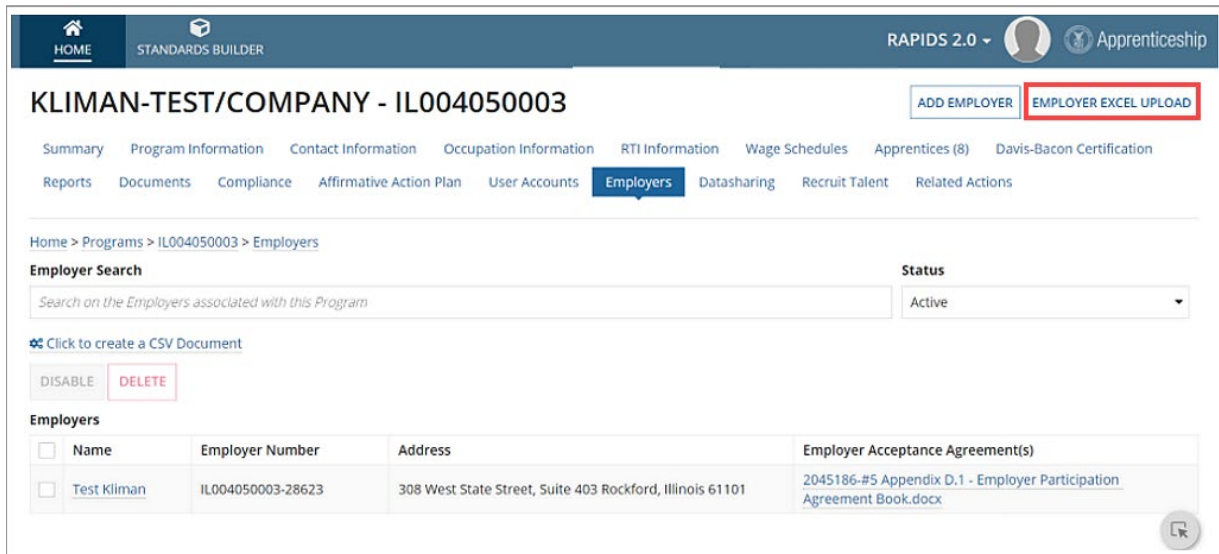 HOME
STANDARDS BUILDER
RAPIDS 2.0
Apprenticeship
KLIMAN-TEST/COMPANY - IL004050003
ADD EMPLOYER
EMPLOYER EXCEL UPLOAD
Summary Program Information Contact Information Occupation Information RTI Information Wage Schedules Apprentices (8) Davis-Bacon Certification
Reports Documents Compliance Affirmative Action Plan User Accounts Employers Datasharing Recruit Talent Related Actions
Home > Programs > IL004050003 > Employers
Employer Search
Status
Search on the Employers associated with this Program
Active
Click to create a CSV Document
DISABLE DELETE
Employers
Name Employer Number Address Employer Acceptance Agreement(s)
Test Kliman IL004050003-28623 308 West State Street, Suite 403 Rockford, Illinois 61101 2045186-#5 Appendix D.1 - Employer Participation
Agreement Book.docx